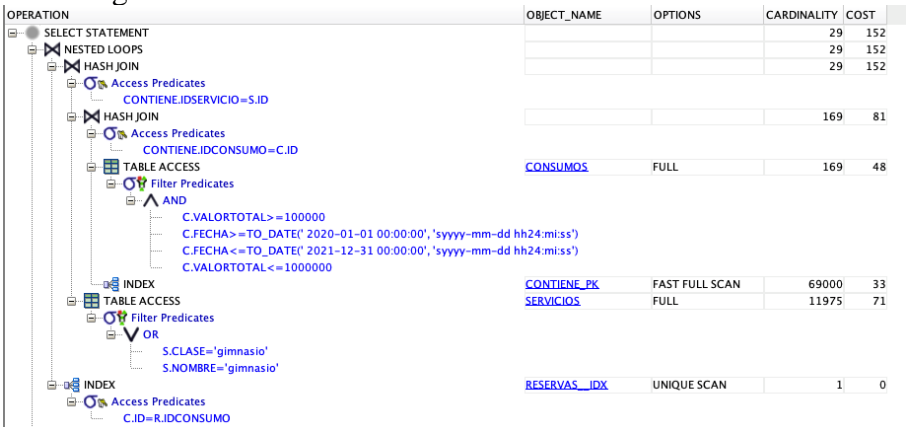 OPERATION OBJECT_NAME OPTIONS CARDINALITY COST
SELECT STATEMENT 29 152
NESTED LOOPS 29 152
HASH JOIN 29 152
Access Predicates
CONTIENE.IDSERVICIO=S.ID
HASH JOIN 169 81
Access Predicates
CONTIENE.IDCONSUMO=C.ID
TABLE ACCESS CONSUMOS FULL 169 48
Filter Predicates
AND
C.VALORTOTAL>=100000
C.FECHA>=TO_DATE(' 2020-01-01 00:00:00', 'syyyy-mm-dd hh24:mi:ss')
C.FECHA<=TO_DATE(' 2021-12-31 00:00:00', 'syyyy-mm-dd hh24:mi:ss')
C.VALORTOTAL<=1000000
INDEX CONTIENE_PK FAST FULL SCAN 69000 33
TABLE ACCESS SERVICIOS FULL 11975 71
Filter Predicates
OR
S.CLASE='gimnasio'
S.NOMBRE='gimnasio'
INDEX RESERVAS__IDX UNIQUE SCAN 1 0
Access Predicates
C.ID=R.IDCONSUMO